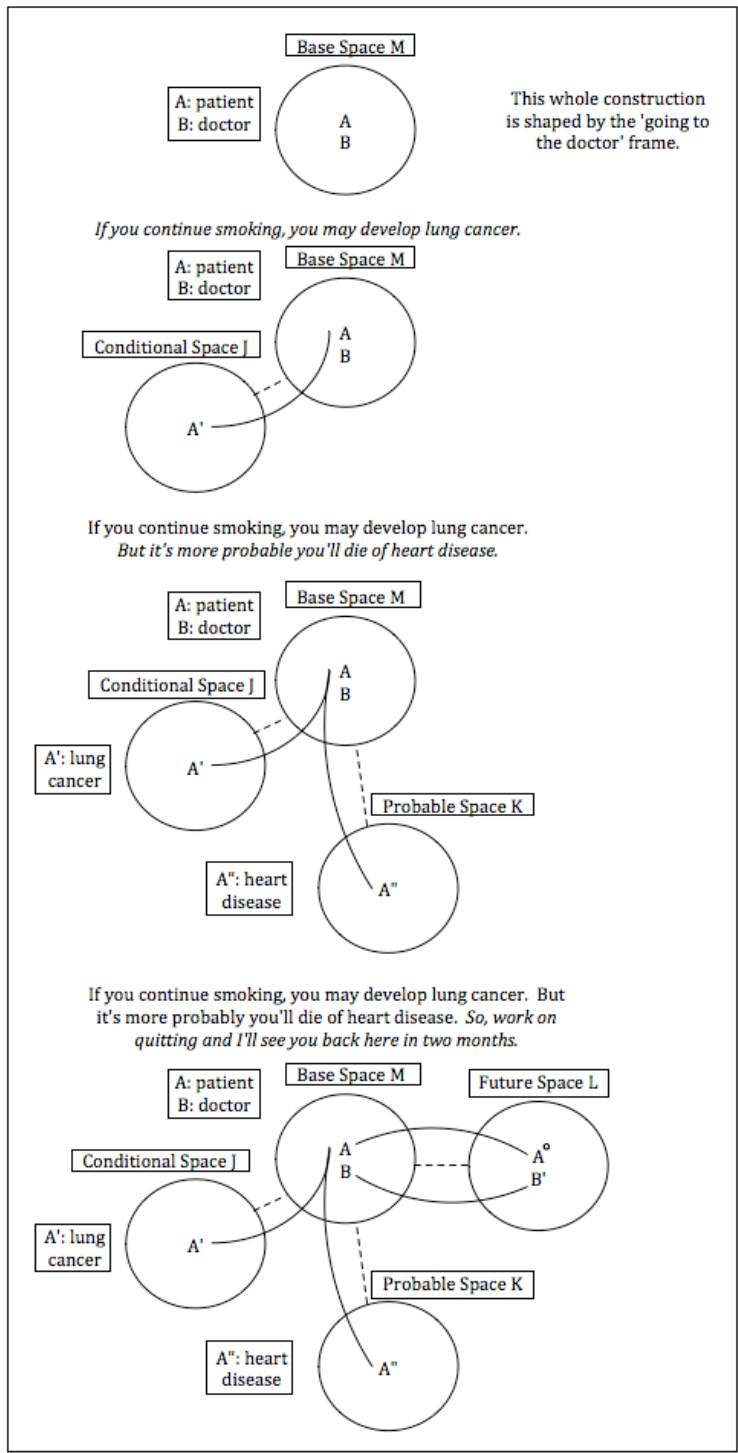 Base Space M
A: patient
B: doctor
A
B
This whole construction
is shaped by the 'going to
the doctor' frame.
If you continue smoking, you may develop lung cancer.
Base Space M
A: patient
B: doctor
A
B
Conditional Space J
A'
If you continue smoking, you may develop lung cancer.
But it's more probable you'll die of heart disease.
Base Space M
A: patient
B: doctor
A
B
Conditional Space J
A': lung
cancer
A'
Probable Space K
A": heart
disease
A"
If you continue smoking, you may develop lung cancer. But
it's more probably you'll die of heart disease. So, work on
quitting and I'll see you back here in two months.
Base Space M
Future Space L
A: patient
B: doctor
A
B
A°
B'
Conditional Space J
A': lung
cancer
A'
Probable Space K
A": heart
disease
A"